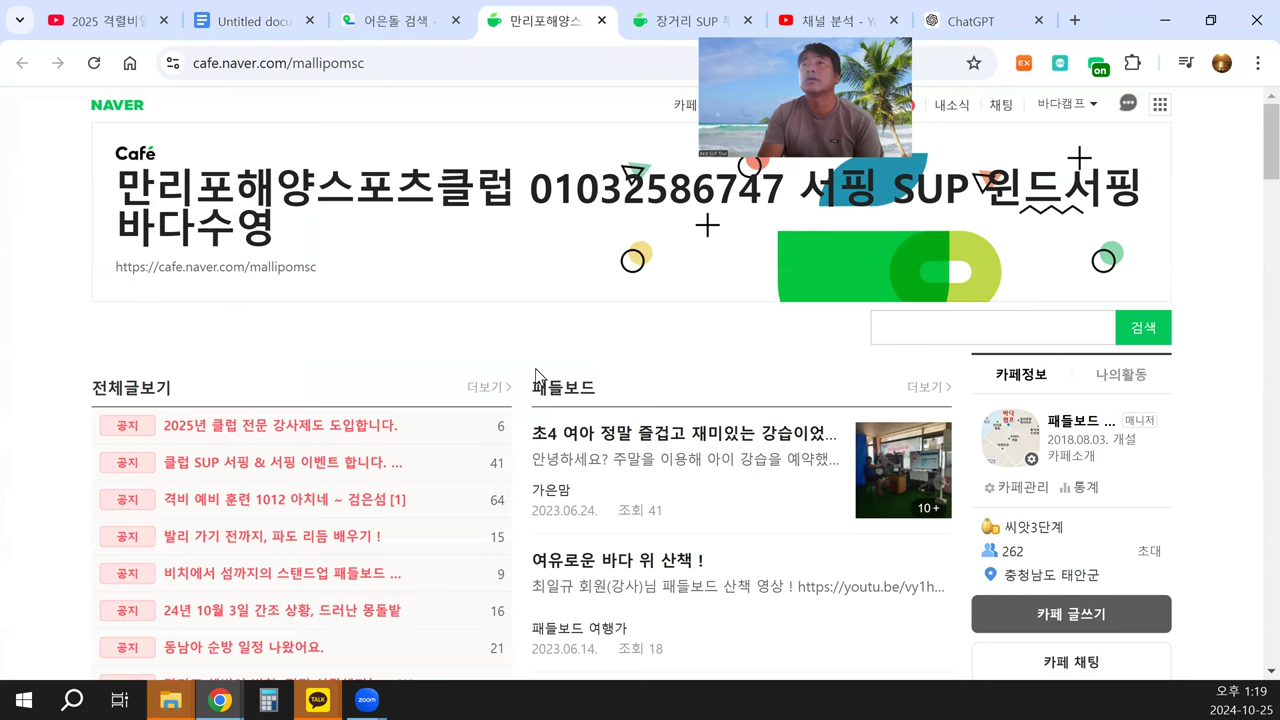 2025 격렬비
Untitled docu
어은돌 검색 -
만리포해양스
장거리 SUP 투
채널 분석 - Yo
ChatGPT
cafe.naver.com/mallipomsc
EX
on
NAVER
카페
내소식
채팅
바다캠프
Best SUP Tour
Café
만리포해양스포츠클럽 01032586747 서핑 SUP 윈드서핑
바다수영
https://cafe.naver.com/mallipomsc
검색
전체글보기
더보기 >
공지 2025년 클럽 전문 강사제도 도입합니다. 6
공지 클럽 SUP 서핑 & 서핑 이벤트 합니다. ... 41
공지 격비 예비 훈련 1012 아치네 ~ 검은섬 [1] 64
공지 발리 가기 전까지, 파도 리듬 배우기 ! 15
공지 비치에서 섬까지의 스탠드업 패들보드 ... 9
공지 24년 10월 3일 간조 상황, 드러난 몽돌밭 16
공지 동남아 순방 일정 나왔어요. 21
패들보드
더보기 >
초4 여아 정말 즐겁고 재미있는 강습이었...
안녕하세요? 주말을 이용해 아이 강습을 예약했...
가은맘
2023.06.24. 조회 41
10+
여유로운 바다 위 산책 !
최일규 회원(강사)님 패들보드 산책 영상 ! https://youtu.be/vy1h...
패들보드 여행가
2023.06.14. 조회 18
카페정보
나의활동
패들보드 ... 매니저
2018.08.03. 개설
카페소개
카페관리 통계
씨앗3단계
262 초대
충청남도 태안군
카페 글쓰기
카페 채팅
TALK
zoom
오후 1:19
2024-10-25